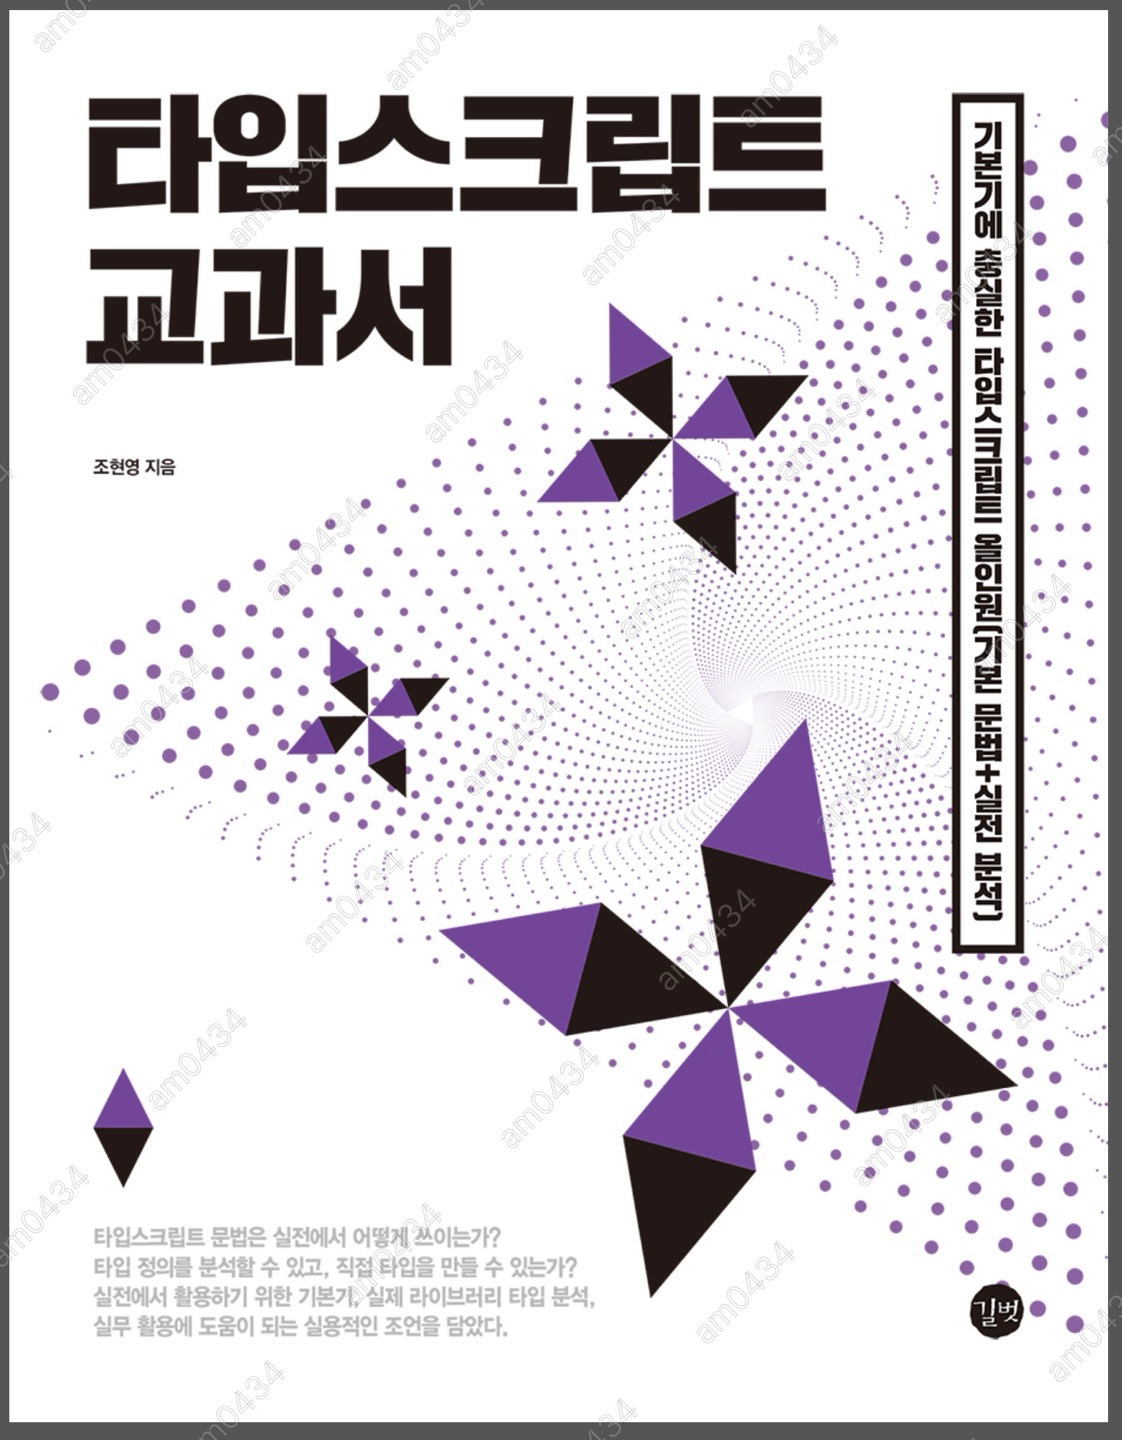 타입스크립트
교과서
기본기에 충실한 타입스크립트 올인원(기본 문법+실전 분석)
조현영 지음
타입스크립트 문법은 실전에서 어떻게 쓰이는가?
타입 정의를 분석할 수 있고, 직접 타입을 만들 수 있는가?
실전에서 활용하기 위한 기본기, 실제 라이브러리 타입 분석,
실무 활용에 도움이 되는 실용적인 조언을 담았다.
길벗
am0434